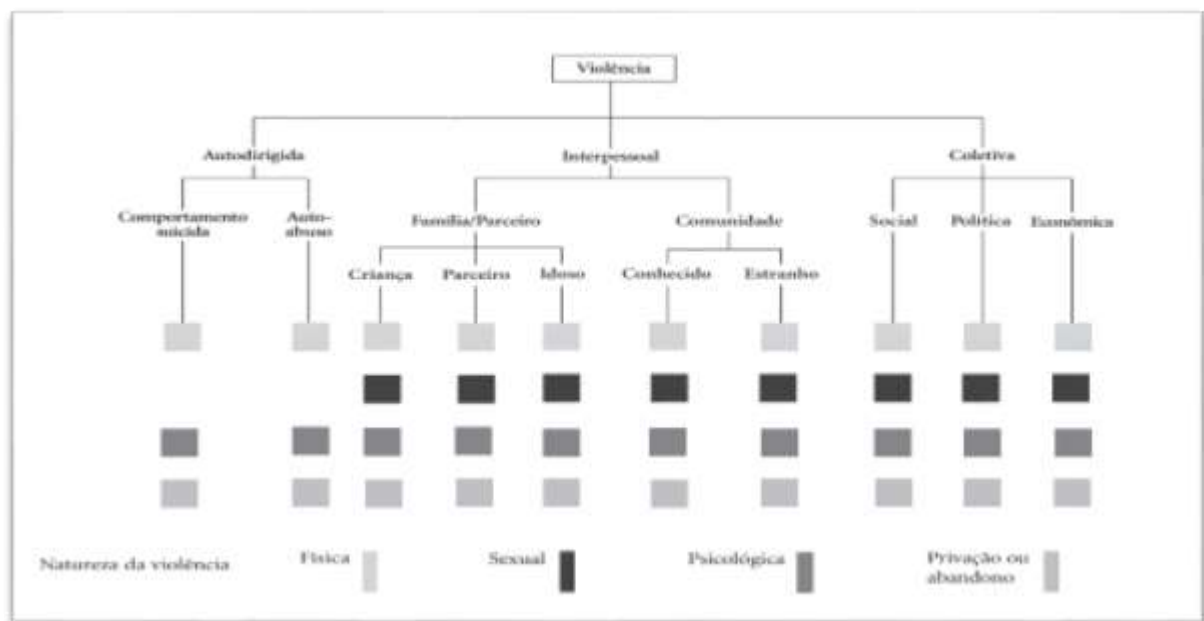 Violência
Autodirigida
Interpessoal
Coletiva
Comportamento
suicida
Auto-
abuso
Família/Parceiro
Comunidade
Social
Política
Econômica
Criança
Parceiro
Idoso
Conhecido
Estranho
Natureza da violência
Física
Sexual
Psicológica
Privação ou
abandono